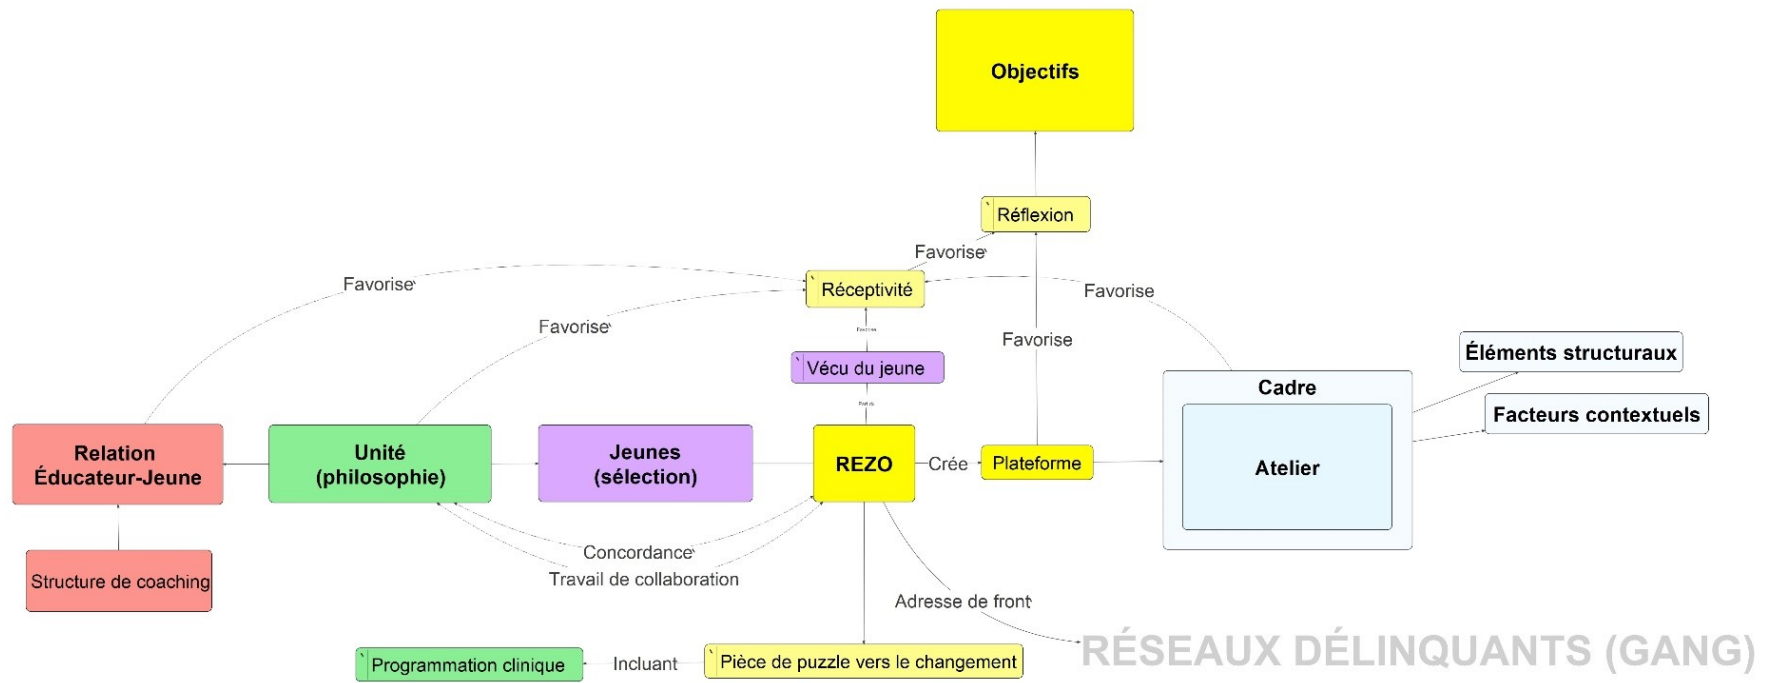 Objectifs
Réflexion
Favorise
Favorise
Réceptivité
Favorise
Favorise
Favorise
Favorise
Vécu du jeune
Éléments structuraux
Cadre
Facteurs contextuels
Relation
Éducateur-Jeune
Unité
(philosophie)
Jeunes
(sélection)
REZO
Crée
Plateforme
Atelier
Concordance
Travail de collaboration
Structure de coaching
Adresse de front
RÉSEAUX DÉLINQUANTS (GANG)
Programmation clinique
Incluant
Pièce de puzzle vers le changement